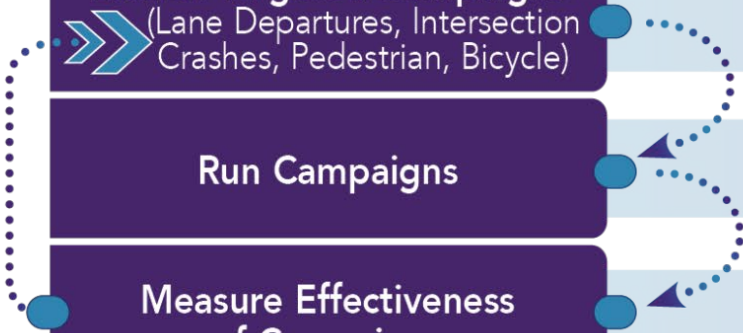 (Lane Departures, Intersection
Crashes, Pedestrian, Bicycle)
Run Campaigns
Measure Effectiveness